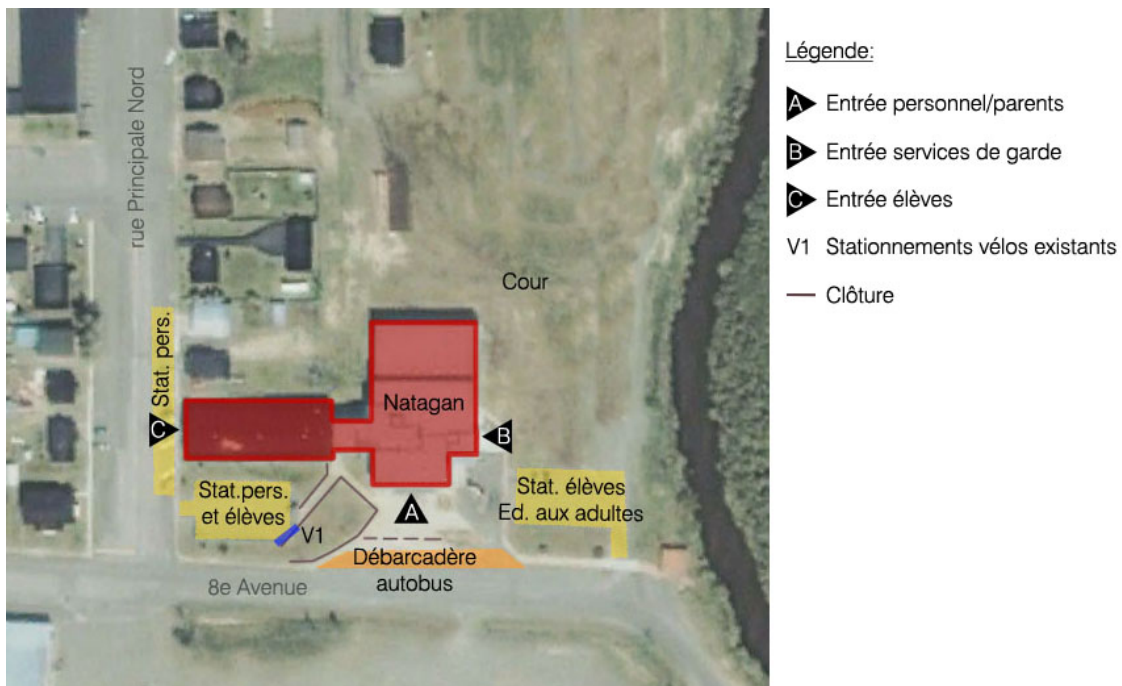 rue Principale Nord
Cour
Stat. pers.
Natagan
C
B
Stat.pers.
et élèves
V1
A
Stat. élèves
Ed. aux adultes
Débarcadère
autobus
8e Avenue
Légende:
A Entrée personnel/parents
B Entrée services de garde
C Entrée élèves
V1 Stationnements vélos existants
Clôture